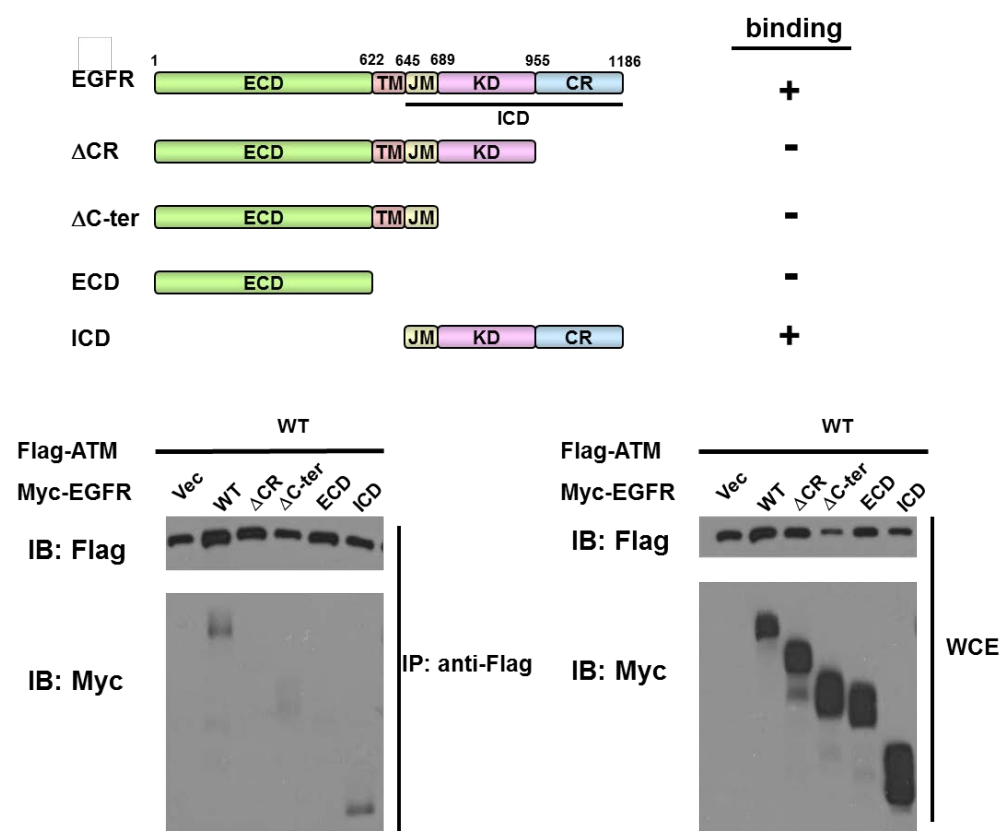 binding
1 622 645 689 955 1186
EGFR ECD TM JM KD CR +
ICD
ΔCR ECD TM JM KD -
ΔC-ter ECD TM JM -
ECD ECD -
ICD JM KD CR +
WT
Flag-ATM
Myc-EGFR Vec WT ΔCR ΔC-ter ECD ICD
IB: Flag
IB: Myc
IP: anti-Flag
WT
Flag-ATM
Myc-EGFR Vec WT ΔCR ΔC-ter ECD ICD
IB: Flag
IB: Myc
WCE